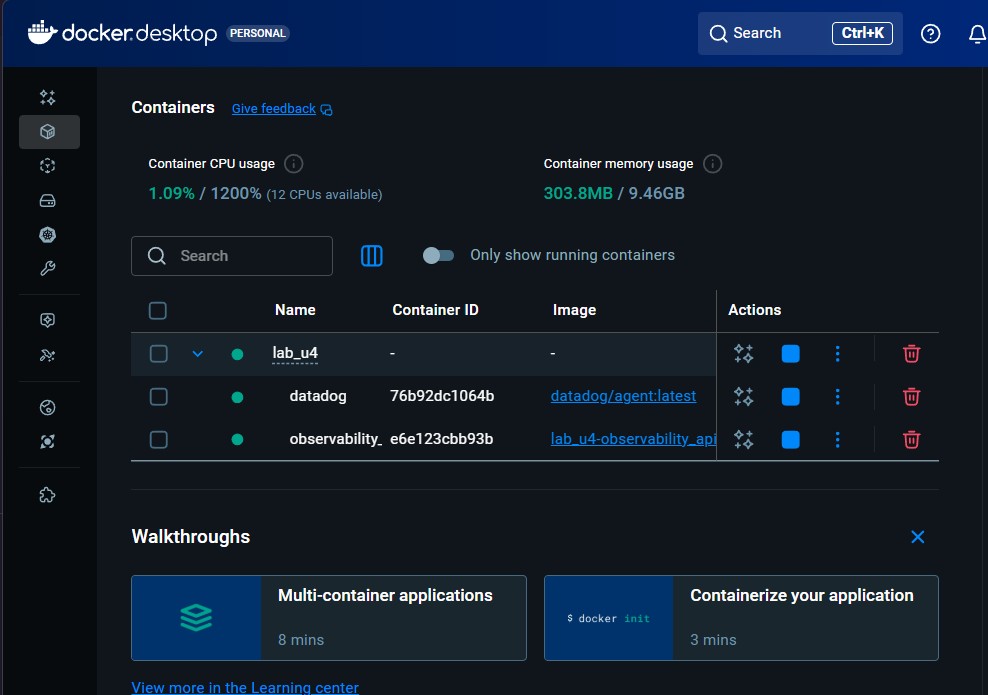 docker.desktop PERSONAL Search Ctrl+K
Containers Give feedback
Container CPU usage Container memory usage
1.09% / 1200% (12 CPUs available) 303.8MB / 9.46GB
Search Only show running containers
Name Container ID Image Actions
lab_u4 - -
datadog 76b92dc1064b datadog/agent:latest
observability_ e6e123cbb93b lab_u4-observability_api
Walkthroughs
Multi-container applications
8 mins
$ docker init
Containerize your application
3 mins
View more in the Learning center